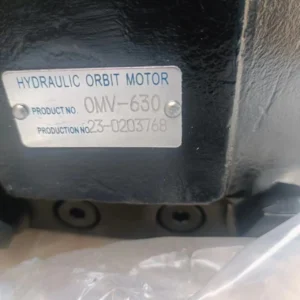 HYDRAULIC ORBIT MOTOR
PRODUCT NO. OMV-630
PRODUCTION NO. 23-0203768